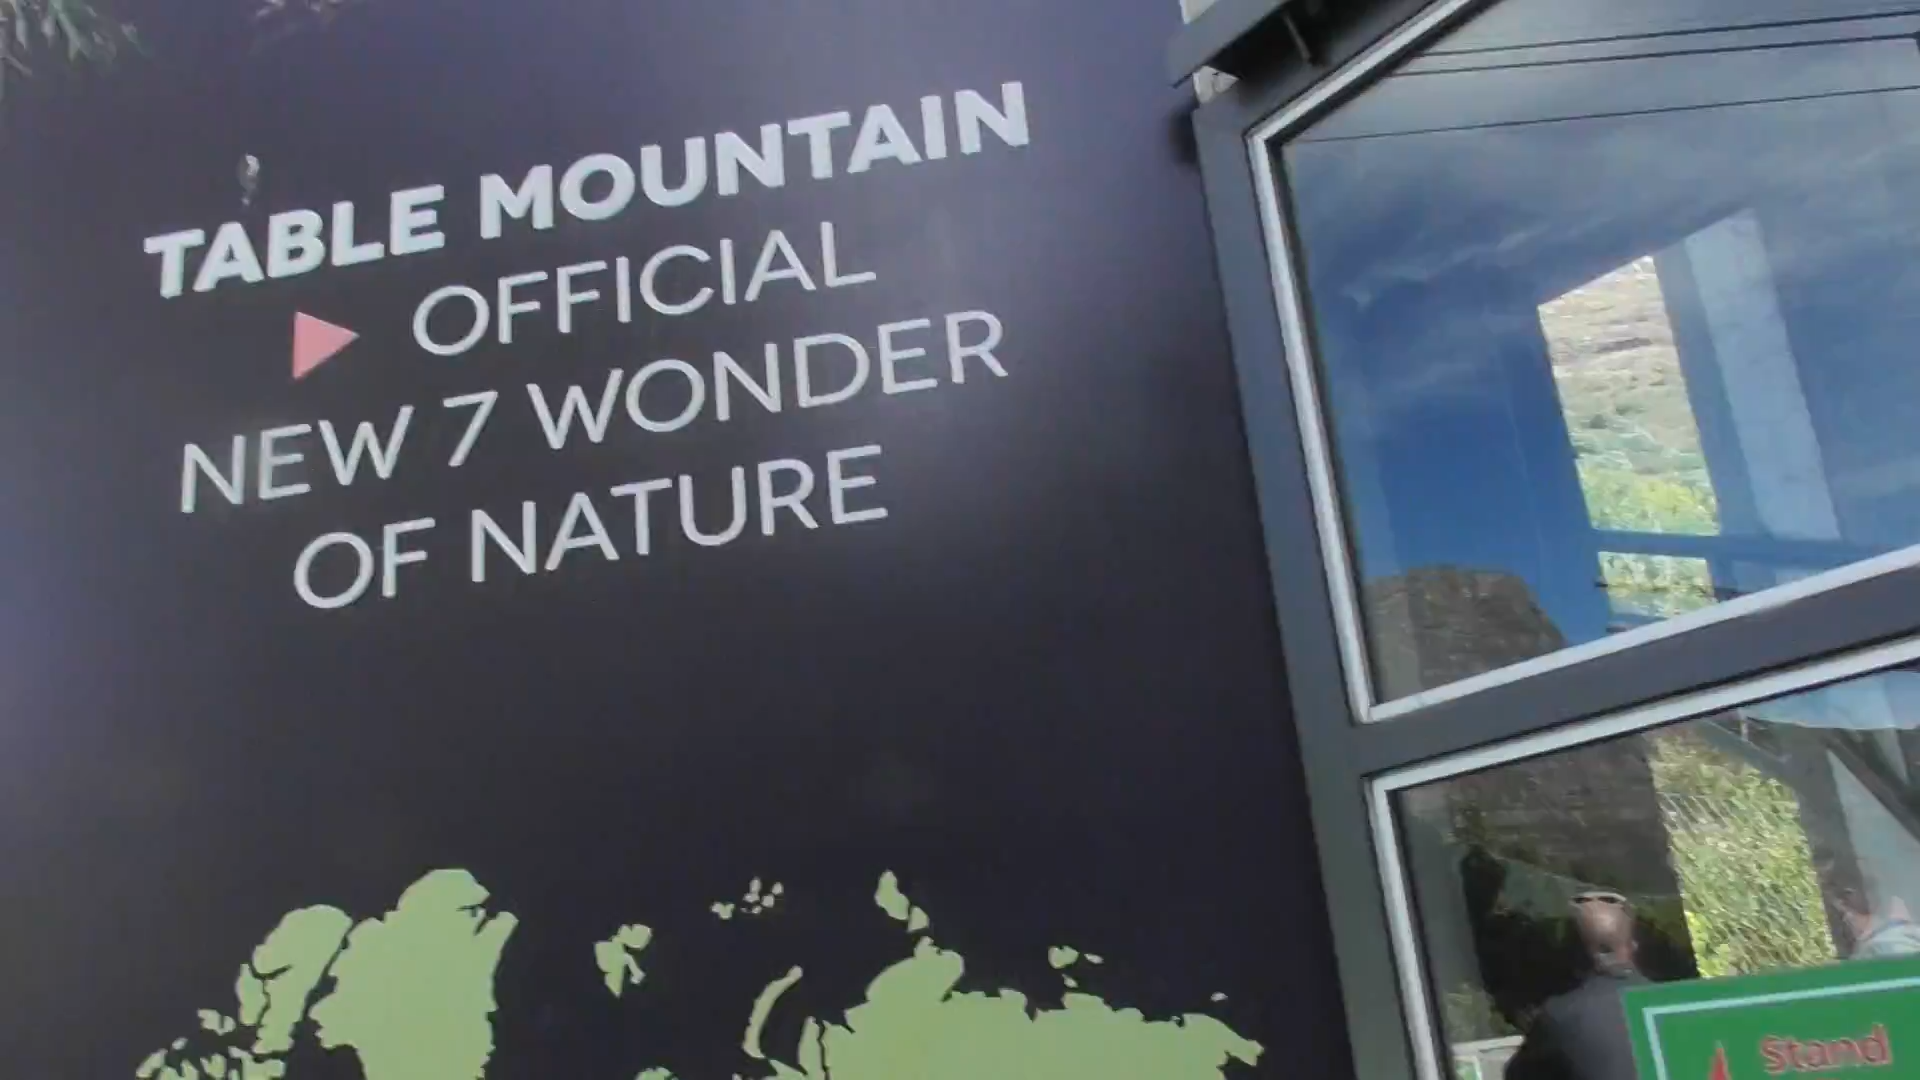 TABLE MOUNTAIN
OFFICIAL
NEW 7 WONDER
OF NATURE
Stand